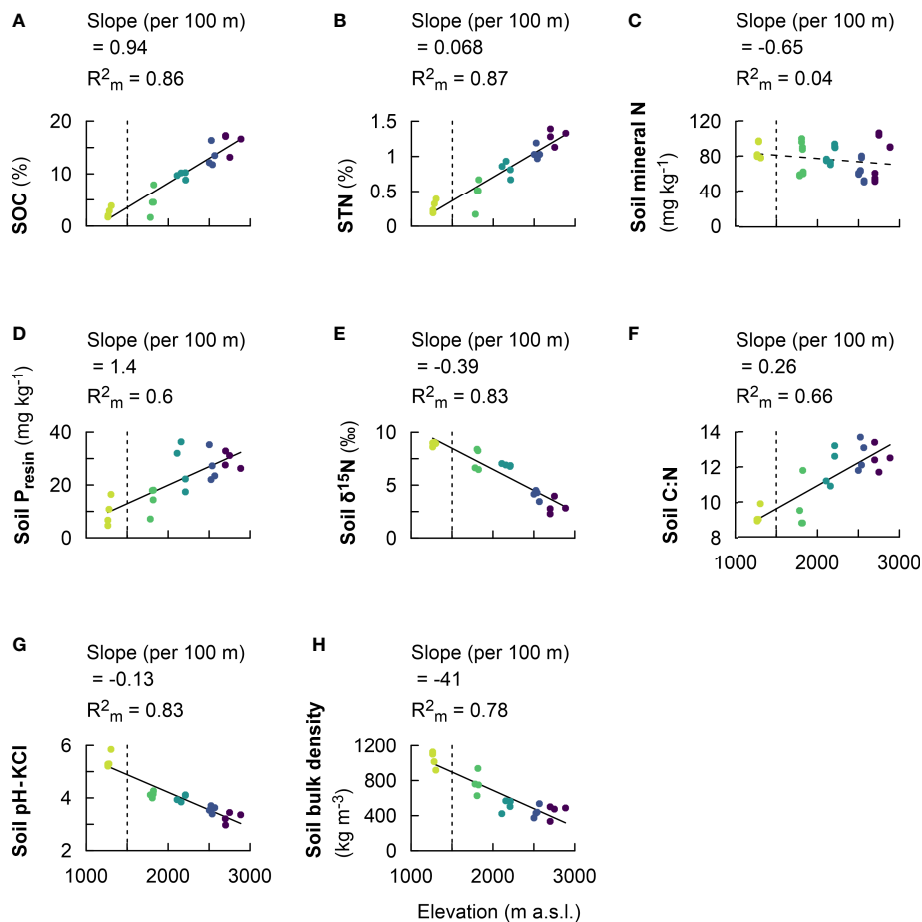 A
Slope (per 100 m)
= 0.94
R²m = 0.86
SOC (%)
20
10
0
B
Slope (per 100 m)
= 0.068
R²m = 0.87
STN (%)
1.5
1
0.5
0
C
Slope (per 100 m)
= -0.65
R²m = 0.04
Soil mineral N
(mg kg⁻¹)
120
80
40
0
D
Slope (per 100 m)
= 1.4
R²m = 0.6
Soil Presin (mg kg⁻¹)
40
20
0
E
Slope (per 100 m)
= -0.39
R²m = 0.83
Soil δ¹⁵N (‰)
10
5
0
F
Slope (per 100 m)
= 0.26
R²m = 0.66
Soil C:N
14
12
10
8
1000 2000 3000
G
Slope (per 100 m)
= -0.13
R²m = 0.83
Soil pH-KCl
6
4
2
1000 2000 3000
H
Slope (per 100 m)
= -41
R²m = 0.78
Soil bulk density
(kg m⁻³)
1200
800
400
0
1000 2000 3000
Elevation (m a.s.l.)